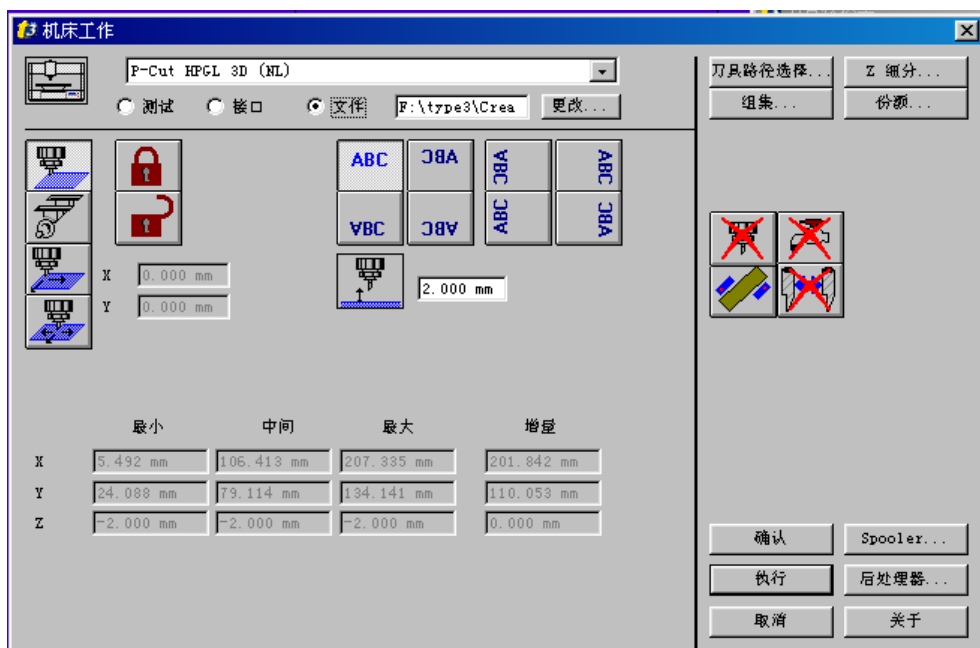 机床工作
P-Cut HPGL 3D (NL)
测试 接口 文件 F:\type3\Crea 更改...
刀具路径选择... Z 细分...
组集... 份额...
ABC ABC ABC ABC
ABC ABC ABC ABC
X 0.000 mm
Y 0.000 mm
2.000 mm
最小 中间 最大 增量
X 5.492 mm 106.413 mm 207.335 mm 201.842 mm
Y 24.088 mm 79.114 mm 134.141 mm 110.053 mm
Z -2.000 mm -2.000 mm -2.000 mm 0.000 mm
确认 Spooler...
执行 后处理器...
取消 关于